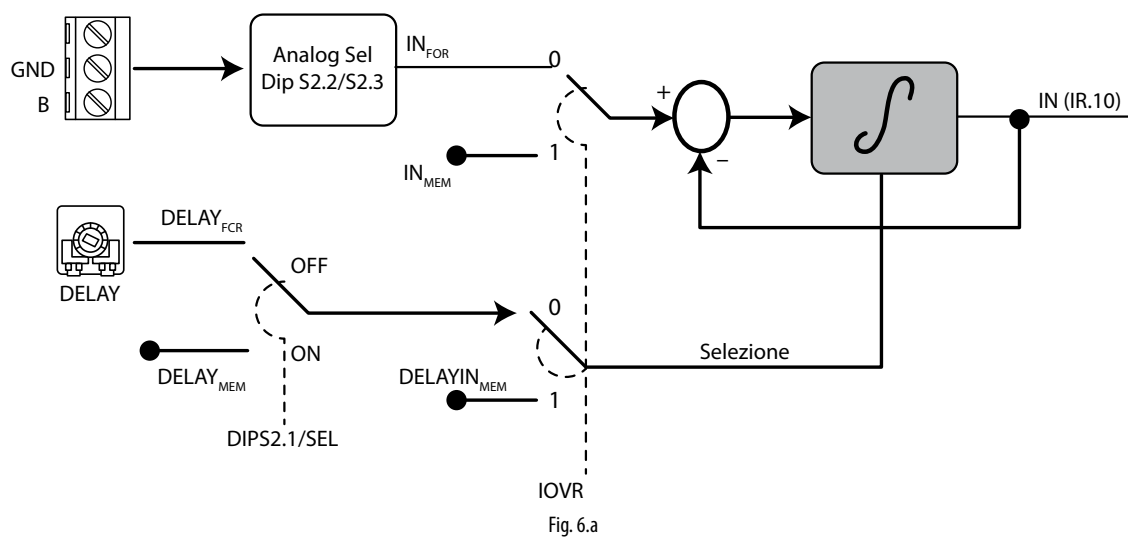 GND
B
Analog Sel
Dip S2.2/S2.3
IN_FOR
0
1
IN_MEM
+
−
IN (IR.10)
DELAY
DELAY_FCR
OFF
ON
DELAY_MEM
DIPS2.1/SEL
0
1
DELAYIN_MEM
Selezione
IOVR
Fig. 6.a